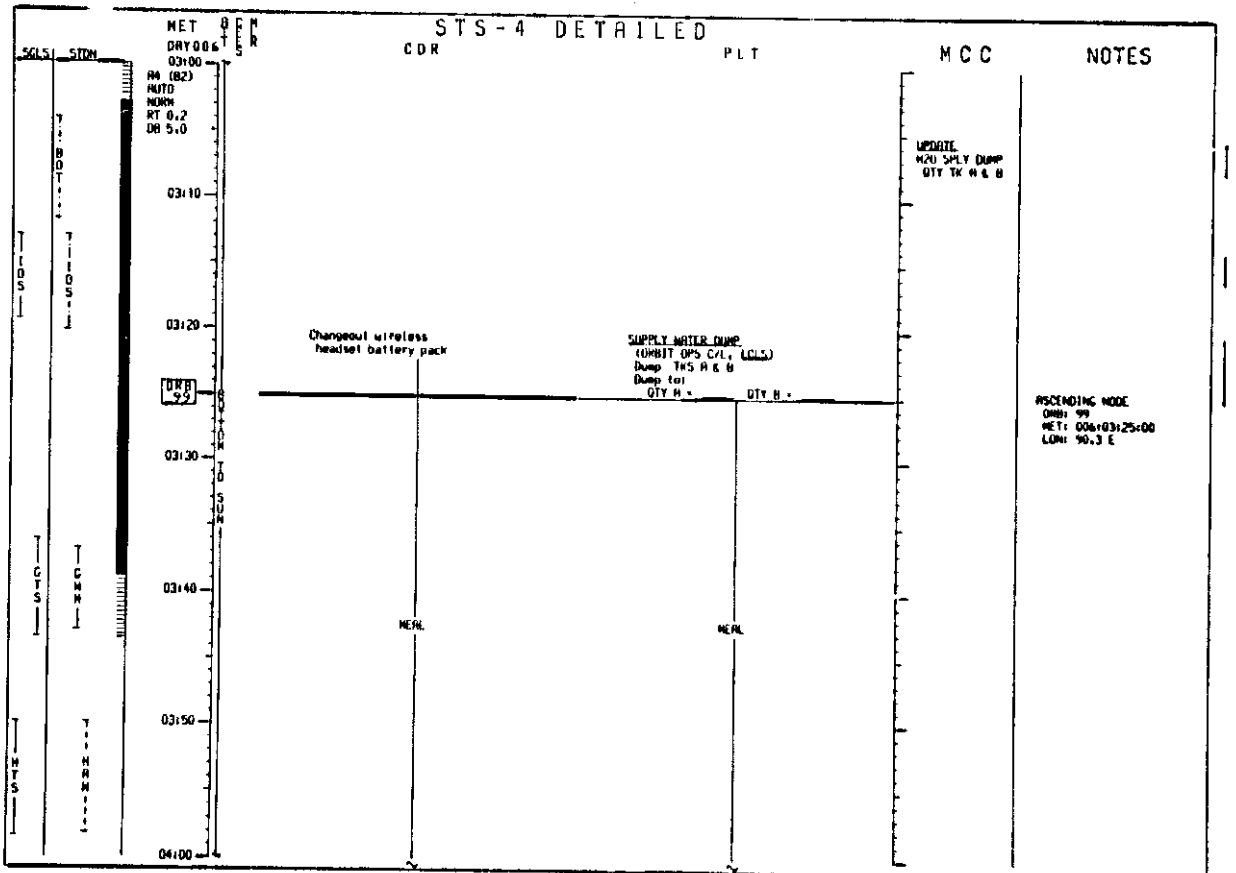 STS-4 DETAILED
MET
DAY006
CDR
PLT
MCC
NOTES
SGLS
STDN
03:00
A4 (B2)
AUTO
NORM
RT 0.2
DB 5.0
BOT
UPDATE
H2O SPLY DUMP
QTY TK A & B
03:10
IOS
IOS
03:20
Changeout wireless
headset battery pack
SUPPLY WATER DUMP
(ORBIT OPS C/L, ECLS)
Dump TKS A & B
Dump to:
QTY A = QTY B =
ORB
99
BOTTOM TO SUN
ASCENDING NODE
ORB: 99
MET: 006:03:25:00
LON: 90.3 E
03:30
GTS
GWM
03:40
MEAL
MEAL
03:50
HTS
HAW
04:00